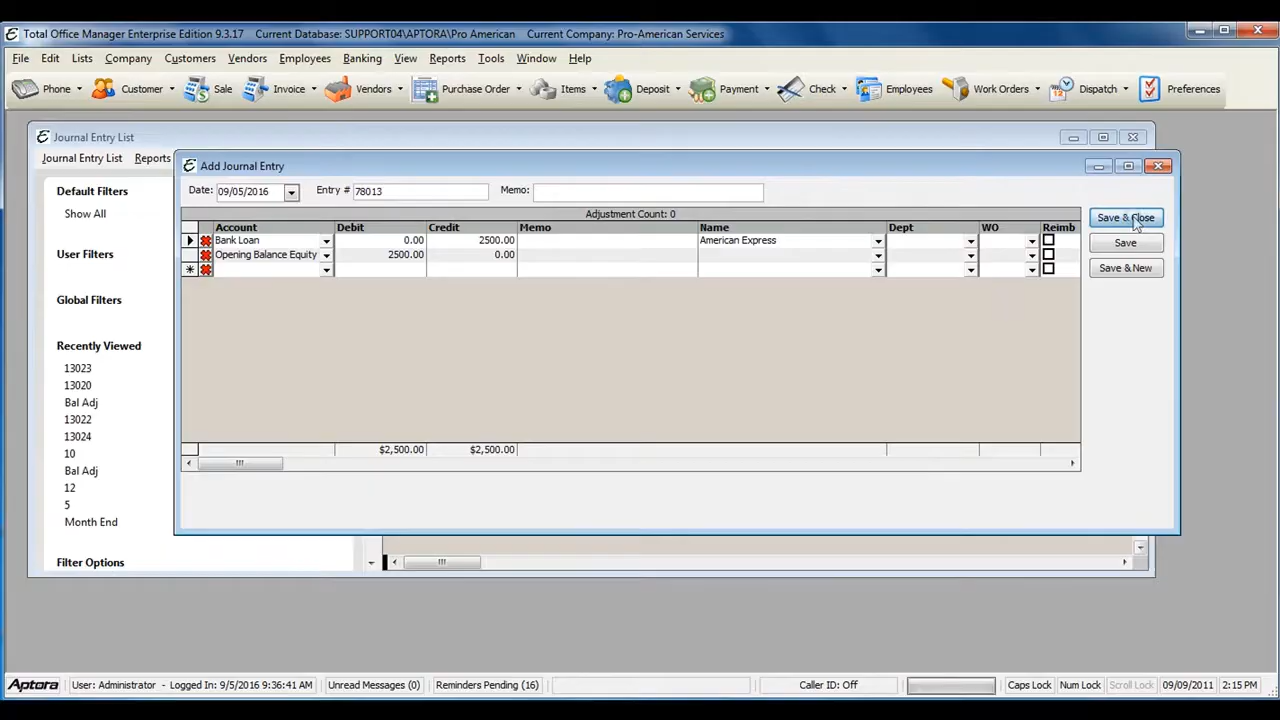 Total Office Manager Enterprise Edition 9.3.17 Current Database: SUPPORT04\APTORA\Pro American Current Company: Pro-American Services
File Edit Lists Company Customers Vendors Employees Banking View Reports Tools Window Help
Phone Customer Sale Invoice Vendors Purchase Order Items Deposit Payment Check Employees Work Orders Dispatch Preferences
Journal Entry List
Journal Entry List Reports
Default Filters
Show All
User Filters
Global Filters
Recently Viewed
13023
13020
Bal Adj
13022
13024
10
Bal Adj
12
5
Month End
Filter Options
Add Journal Entry
Date: 09/05/2016 Entry # 78013 Memo:
Adjustment Count: 0
Account Debit Credit Memo Name Dept WO Reimb
Bank Loan 0.00 2500.00 American Express
Opening Balance Equity 2500.00 0.00
$2,500.00 $2,500.00
Save & Close
Save
Save & New
Aptora User: Administrator - Logged In: 9/5/2016 9:36:41 AM Unread Messages (0) Reminders Pending (16) Caller ID: Off Caps Lock Num Lock Scroll Lock 09/09/2011 2:15 PM